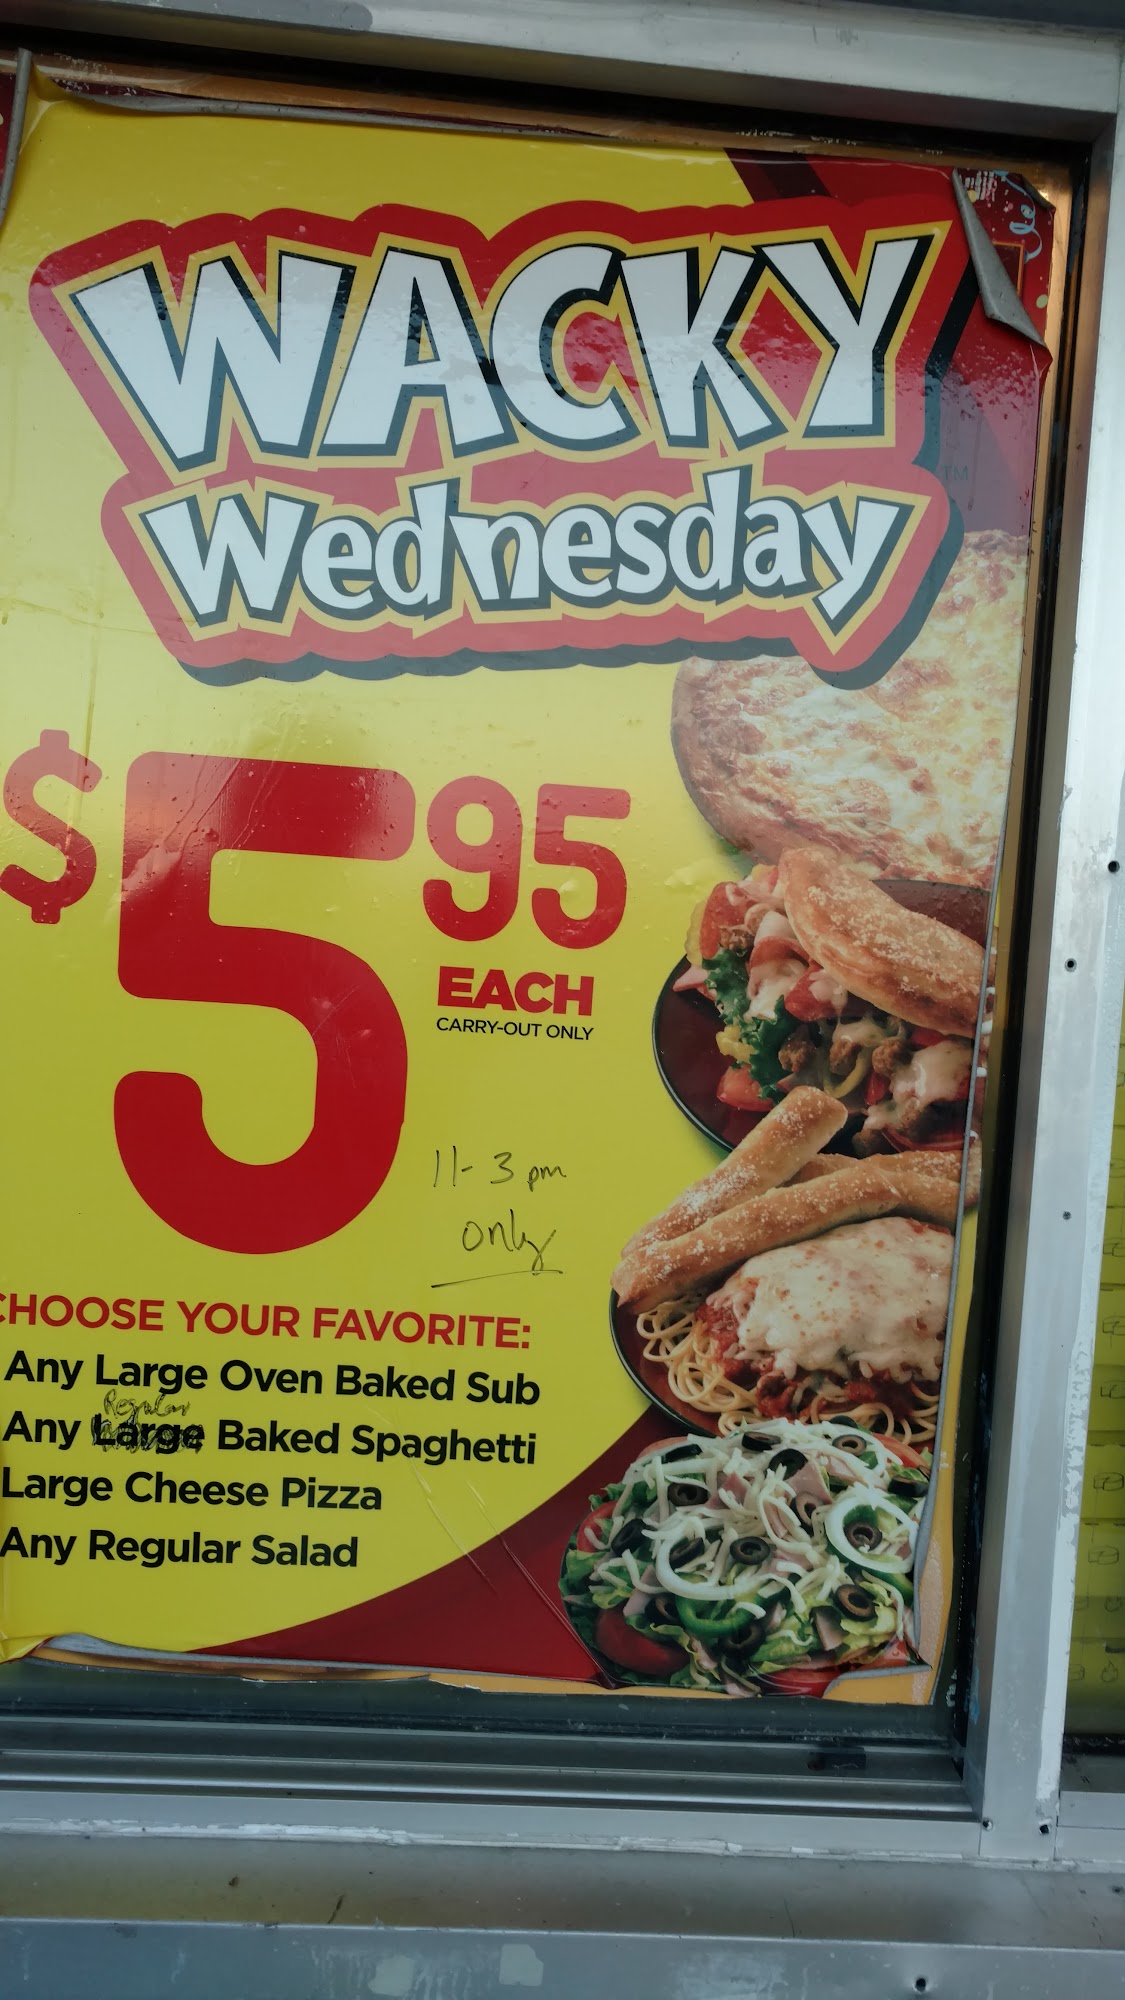 WACKY
Wednesday
TM
$5 95
EACH
CARRY-OUT ONLY
11-3 pm
only
CHOOSE YOUR FAVORITE:
Any Large Oven Baked Sub
Regular
Any Large Baked Spaghetti
Large Cheese Pizza
Any Regular Salad